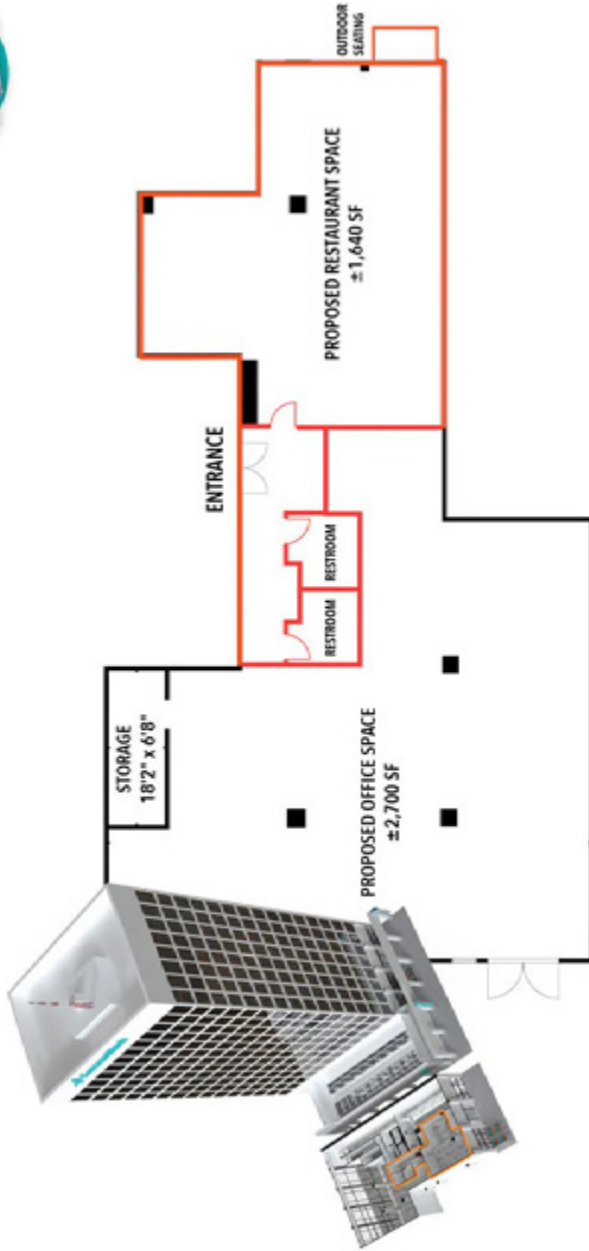 OUTDOOR
SEATING
PROPOSED RESTAURANT SPACE
±1,640 SF
ENTRANCE
RESTROOM
RESTROOM
STORAGE
18'2" x 6'8"
PROPOSED OFFICE SPACE
±2,700 SF